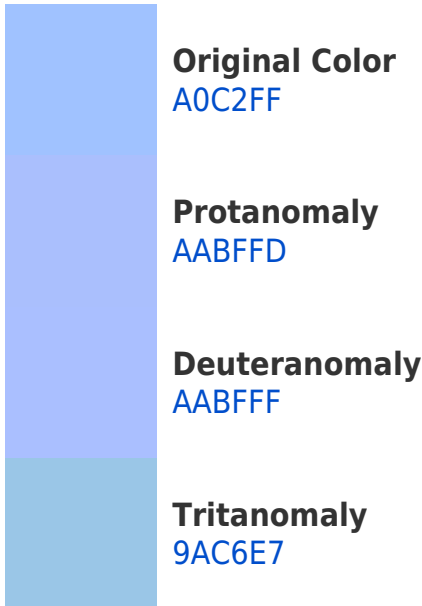 Original Color
A0C2FF
Protanomaly
AABFFD
Deuteranomaly
AABFFF
Tritanomaly
9AC6E7